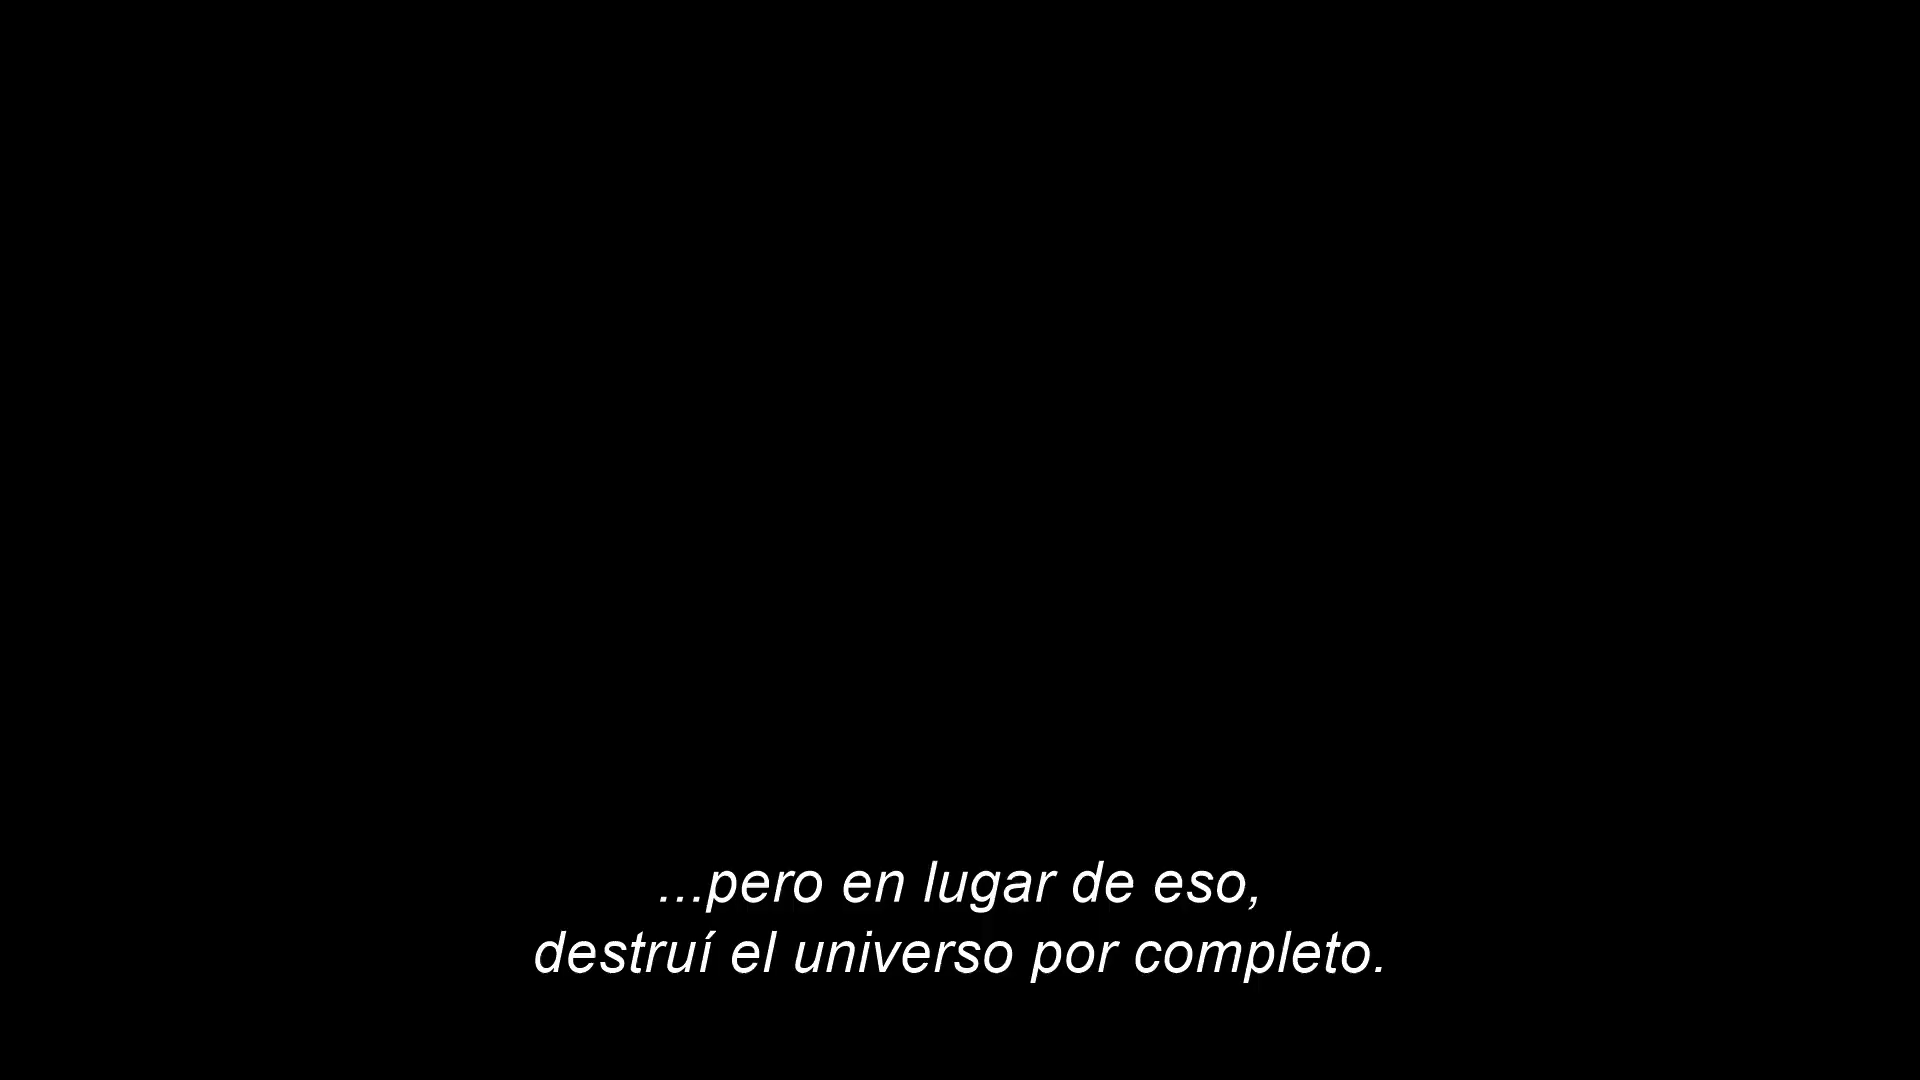 ...pero en lugar de eso,
destruí el universo por completo.